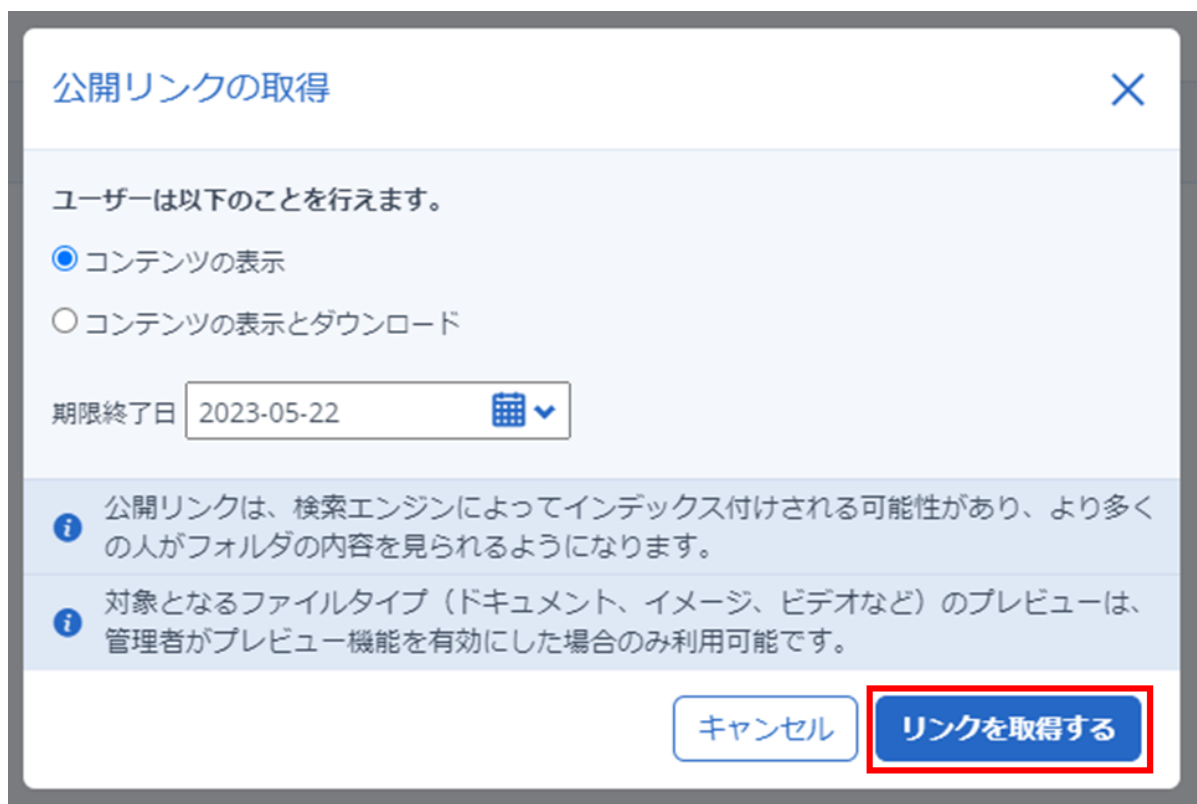 公開リンクの取得
ユーザーは以下のことを行えます。
コンテンツの表示
コンテンツの表示とダウンロード
期限終了日 2023-05-22
公開リンクは、検索エンジンによってインデックス付けされる可能性があり、より多く
の人がフォルダの内容を見られるようになります。
対象となるファイルタイプ（ドキュメント、イメージ、ビデオなど）のプレビューは、
管理者がプレビュー機能を有効にした場合のみ利用可能です。
キャンセル リンクを取得する